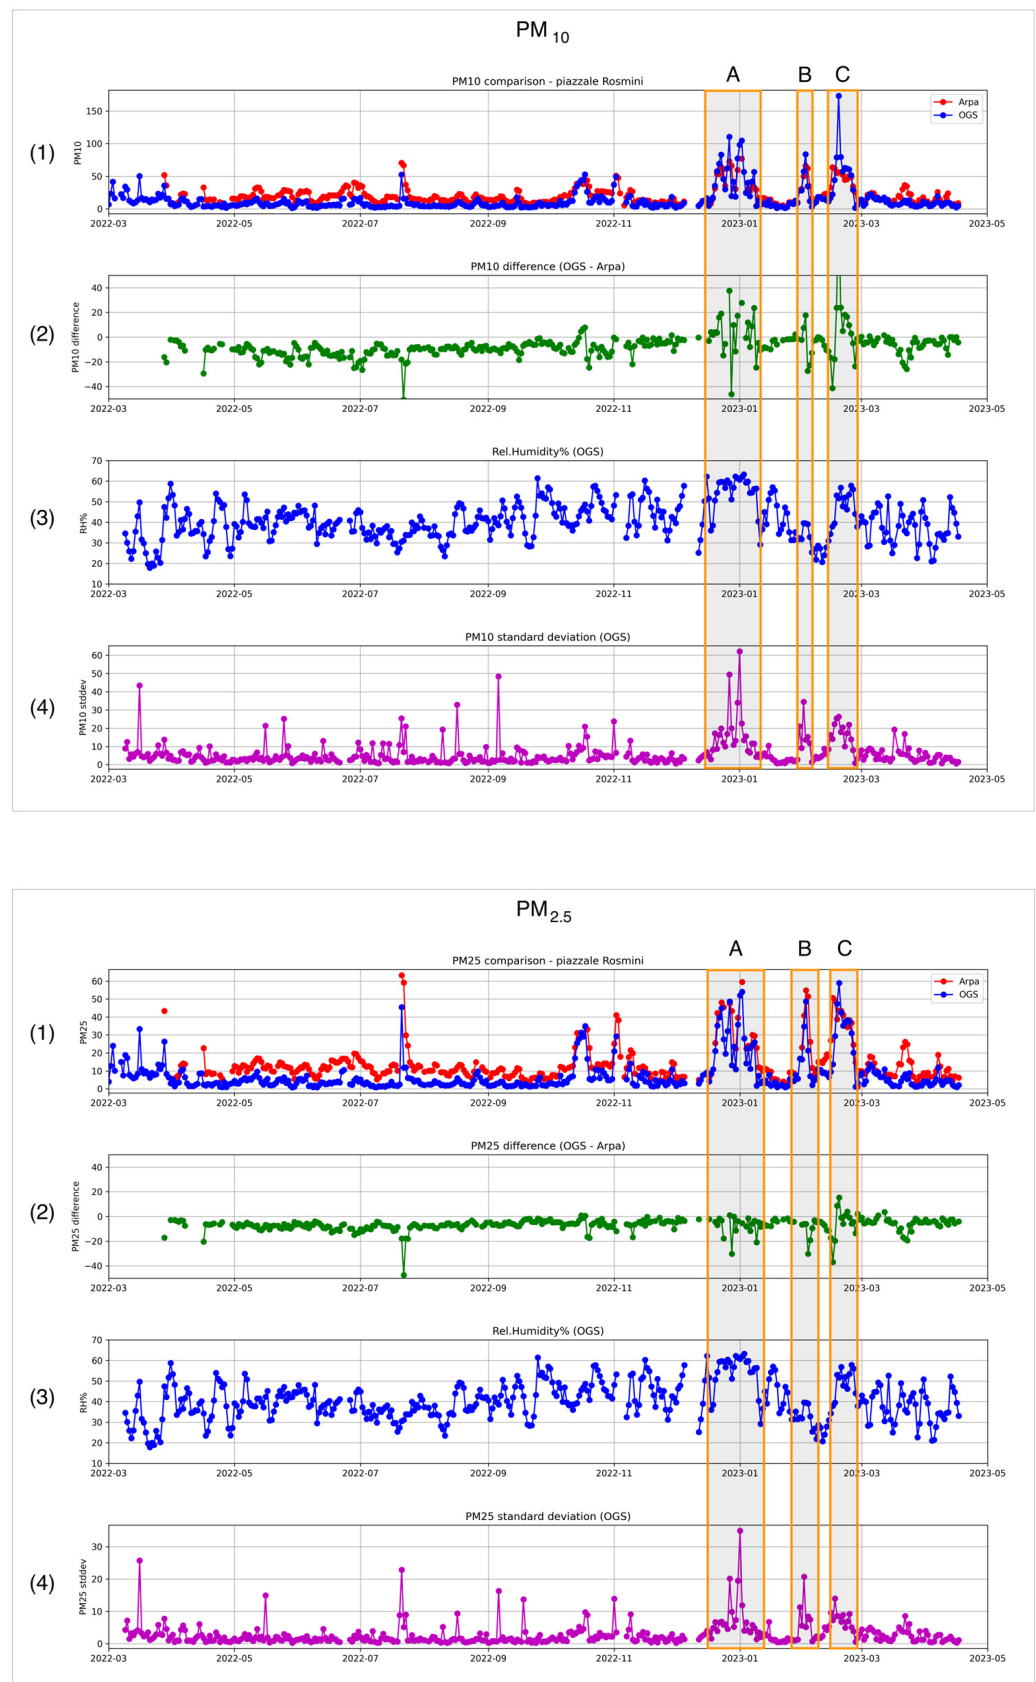 PM 10
A B C
PM10 comparison - piazzale Rosmini
(1)
PM10
150
100
50
0
Arpa
OGS
2022-03 2022-05 2022-07 2022-09 2022-11 2023-01 2023-03 2023-05
PM10 difference (OGS - Arpa)
(2)
PM10 difference
40
20
0
−20
−40
2022-03 2022-05 2022-07 2022-09 2022-11 2023-01 2023-03 2023-05
Rel.Humidity% (OGS)
(3)
RH%
70
60
50
40
30
20
10
2022-03 2022-05 2022-07 2022-09 2022-11 2023-01 2023-03 2023-05
PM10 standard deviation (OGS)
(4)
PM10 stddev
60
50
40
30
20
10
0
2022-03 2022-05 2022-07 2022-09 2022-11 2023-01 2023-03 2023-05
PM 2.5
A B C
PM25 comparison - piazzale Rosmini
(1)
PM25
60
50
40
30
20
10
0
Arpa
OGS
2022-03 2022-05 2022-07 2022-09 2022-11 2023-01 2023-03 2023-05
PM25 difference (OGS - Arpa)
(2)
PM25 difference
40
20
0
−20
−40
2022-03 2022-05 2022-07 2022-09 2022-11 2023-01 2023-03 2023-05
Rel.Humidity% (OGS)
(3)
RH%
70
60
50
40
30
20
10
2022-03 2022-05 2022-07 2022-09 2022-11 2023-01 2023-03 2023-05
PM25 standard deviation (OGS)
(4)
PM25 stddev
30
20
10
0
2022-03 2022-05 2022-07 2022-09 2022-11 2023-01 2023-03 2023-05